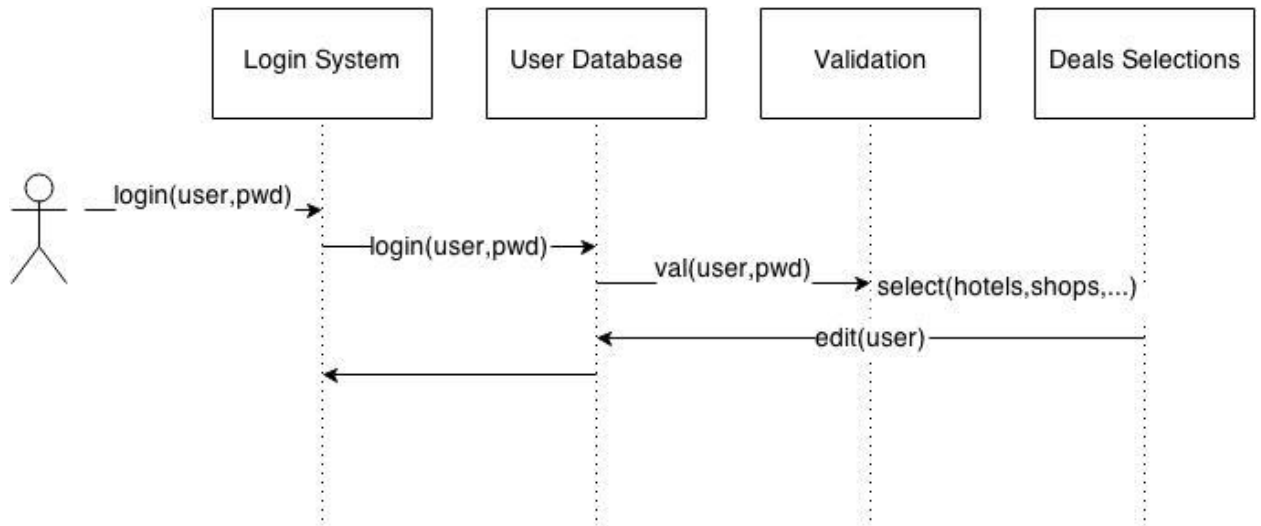 Login System
User Database
Validation
Deals Selections
login(user,pwd)
login(user,pwd)
val(user,pwd)
select(hotels,shops,...)
edit(user)